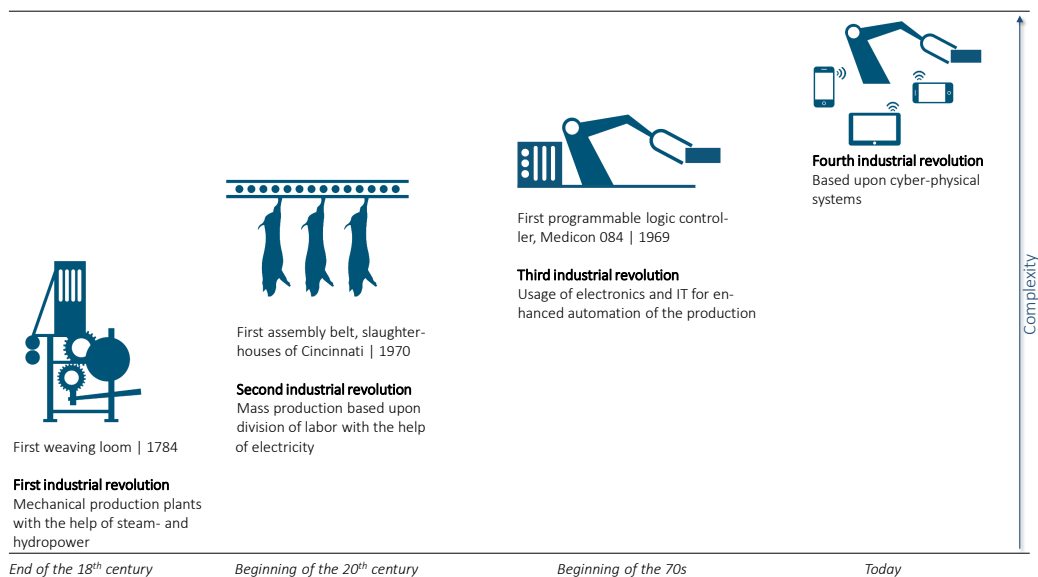 Fourth industrial revolution
Based upon cyber-physical
systems
First programmable logic control-
ler, Medicon 084 | 1969
Third industrial revolution
Usage of electronics and IT for en-
hanced automation of the production
First assembly belt, slaughter-
houses of Cincinnati | 1970
Second industrial revolution
Mass production based upon
division of labor with the help
of electricity
First weaving loom | 1784
First industrial revolution
Mechanical production plants
with the help of steam- and
hydropower
Complexity
End of the 18th century
Beginning of the 20th century
Beginning of the 70s
Today